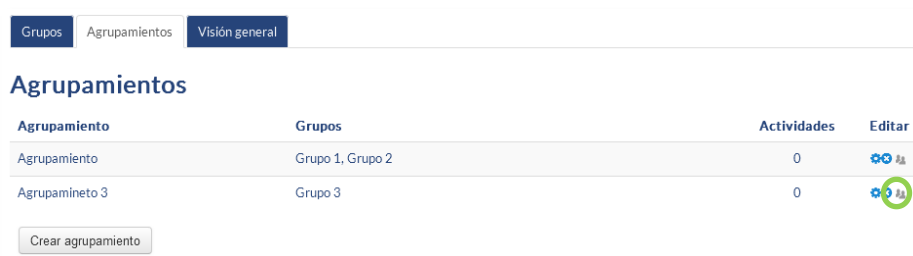 Grupos Agrupamientos Visión general
Agrupamientos
Agrupamiento Grupos Actividades Editar
Agrupamiento Grupo 1, Grupo 2 0
Agrupamineto 3 Grupo 3 0
Crear agrupamiento